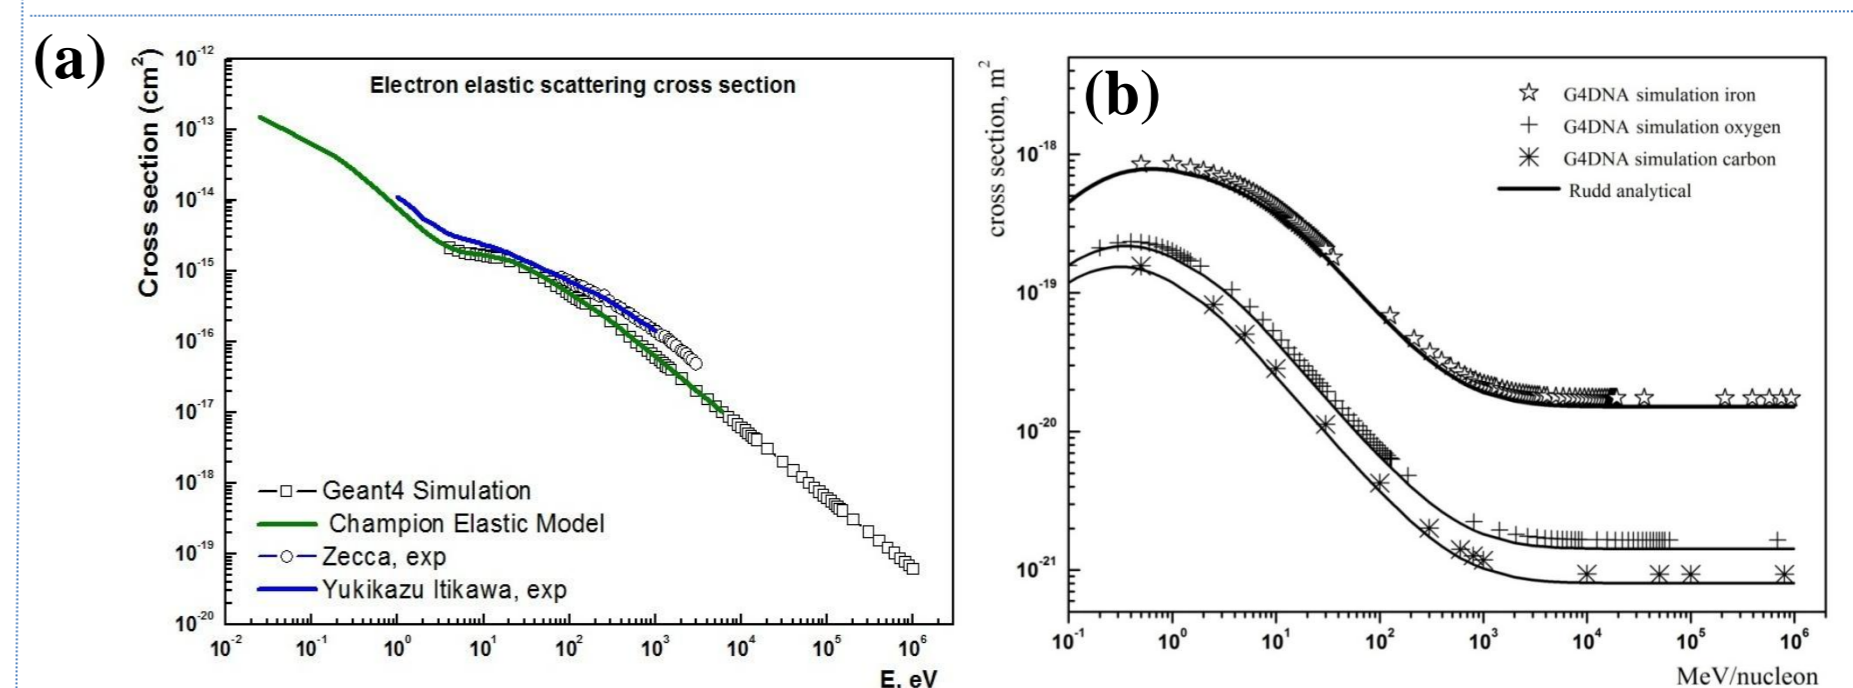 (a)
Cross section (cm²)
10⁻¹²
10⁻¹³
10⁻¹⁴
10⁻¹⁵
10⁻¹⁶
10⁻¹⁷
10⁻¹⁸
10⁻¹⁹
10⁻²⁰
Electron elastic scattering cross section
Geant4 Simulation
Champion Elastic Model
Zecca, exp
Yukikazu Itikawa, exp
10⁻² 10⁻¹ 10⁰ 10¹ 10² 10³ 10⁴ 10⁵ 10⁶
E, eV
(b)
cross section, m²
10⁻¹⁸
10⁻¹⁹
10⁻²⁰
10⁻²¹
G4DNA simulation iron
G4DNA simulation oxygen
G4DNA simulation carbon
Rudd analytical
10⁻¹ 10⁰ 10¹ 10² 10³ 10⁴ 10⁵ 10⁶
MeV/nucleon